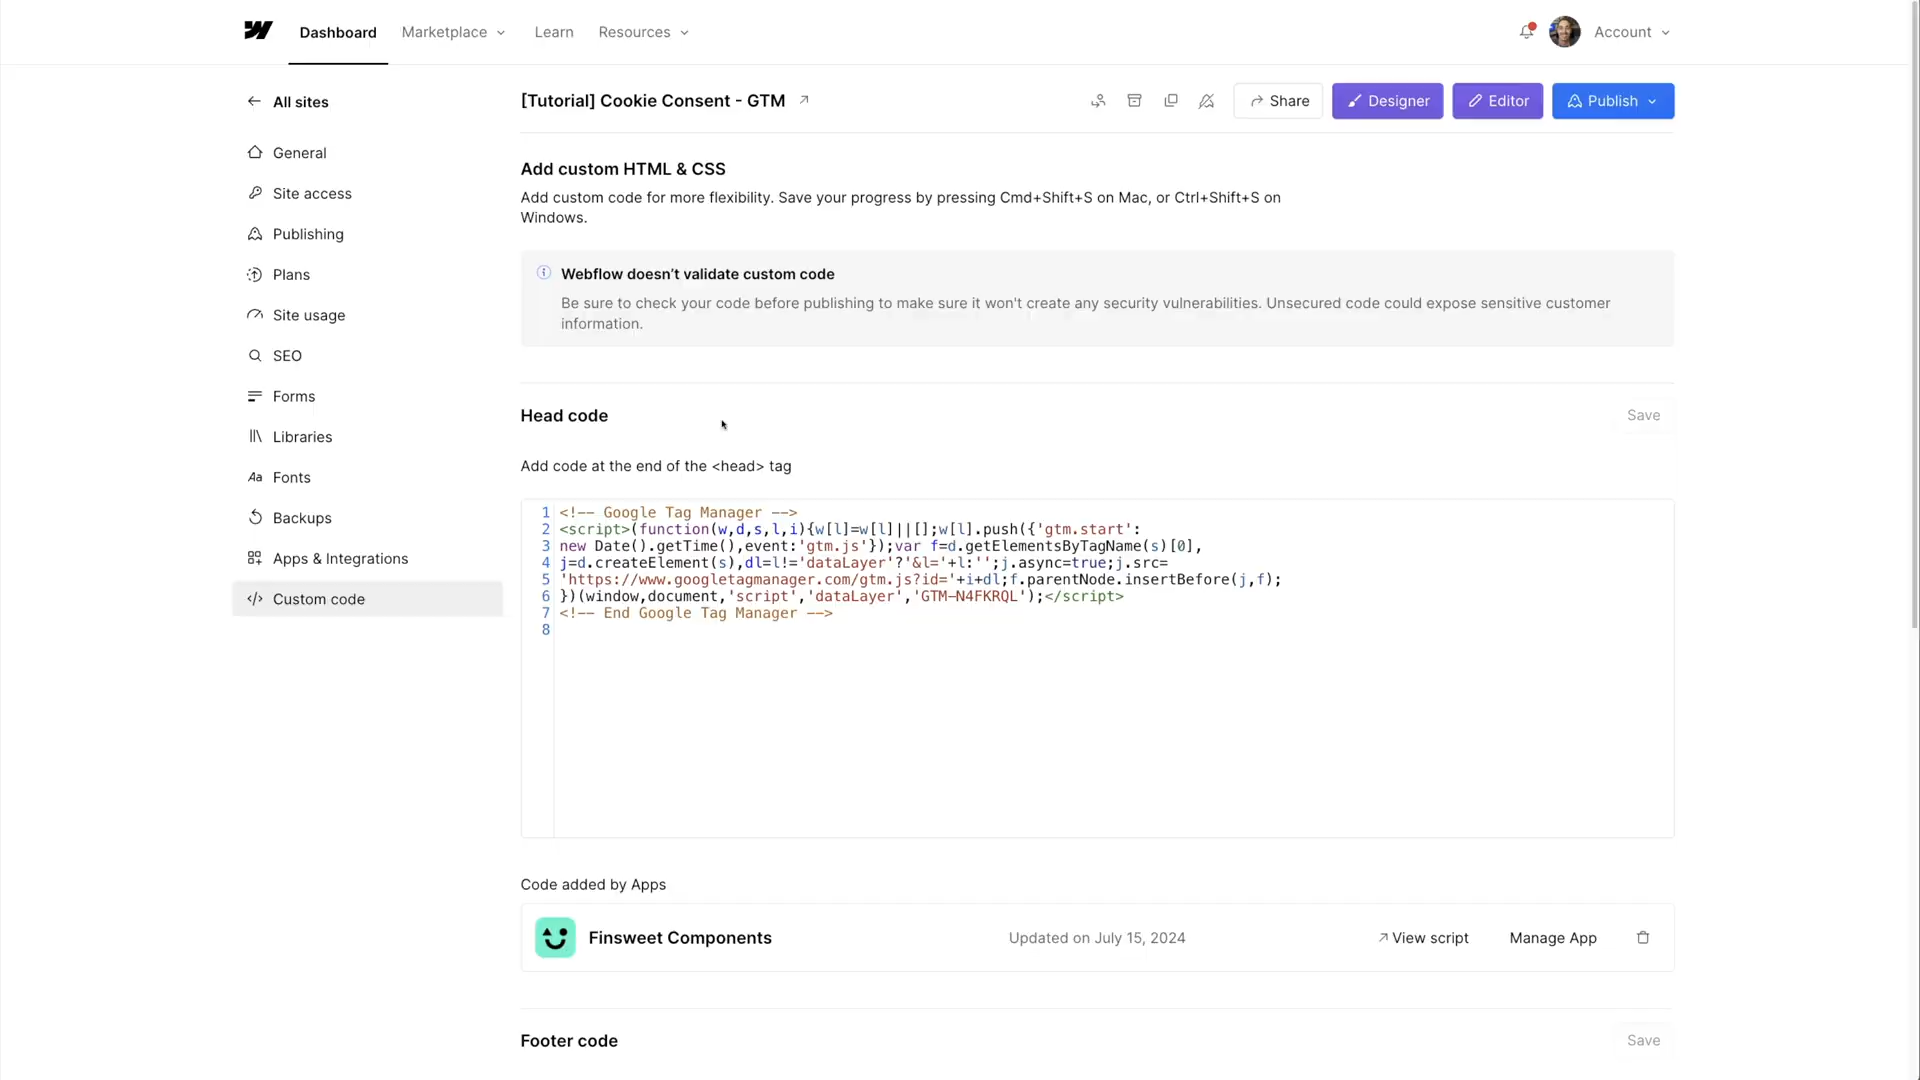 Dashboard
Marketplace
Learn
Resources
Account
All sites
General
Site access
Publishing
Plans
Site usage
SEO
Forms
Libraries
Fonts
Backups
Apps & Integrations
Custom code
[Tutorial] Cookie Consent - GTM
Share
Designer
Editor
Publish
Add custom HTML & CSS
Add custom code for more flexibility. Save your progress by pressing Cmd+Shift+S on Mac, or Ctrl+Shift+S on
Windows.
Webflow doesn’t validate custom code
Be sure to check your code before publishing to make sure it won't create any security vulnerabilities. Unsecured code could expose sensitive customer
information.
Head code
Save
Add code at the end of the <head> tag
1 <!-- Google Tag Manager -->
2 <script>(function(w,d,s,l,i){w[l]=w[l]||[];w[l].push({'gtm.start':
3 new Date().getTime(),event:'gtm.js'});var f=d.getElementsByTagName(s)[0],
4 j=d.createElement(s),dl=l!='dataLayer'?'&l='+l:'';j.async=true;j.src=
5 'https://www.googletagmanager.com/gtm.js?id='+i+dl;f.parentNode.insertBefore(j,f);
6 })(window,document,'script','dataLayer','GTM-N4FKRQL');</script>
7 <!-- End Google Tag Manager -->
8
Code added by Apps
Finsweet Components
Updated on July 15, 2024
View script
Manage App
Footer code
Save